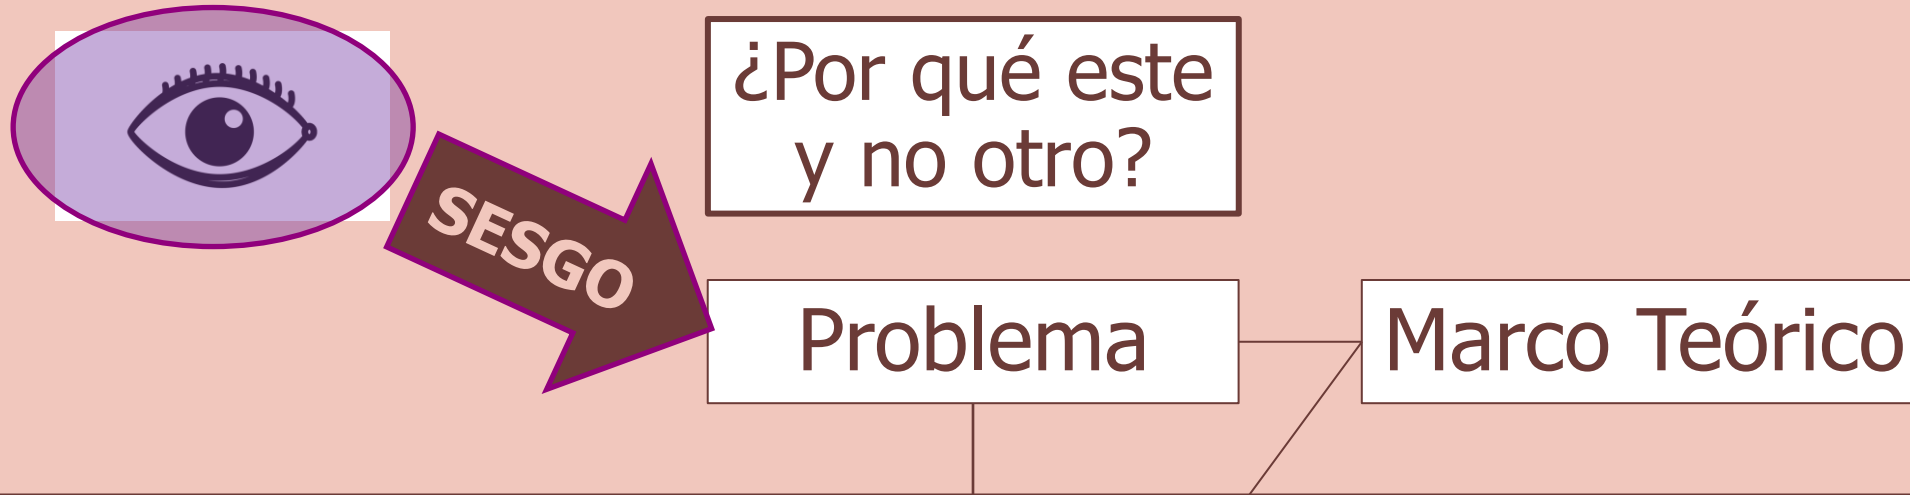 ¿Por qué este
y no otro?
SESGO
Problema
Marco Teórico